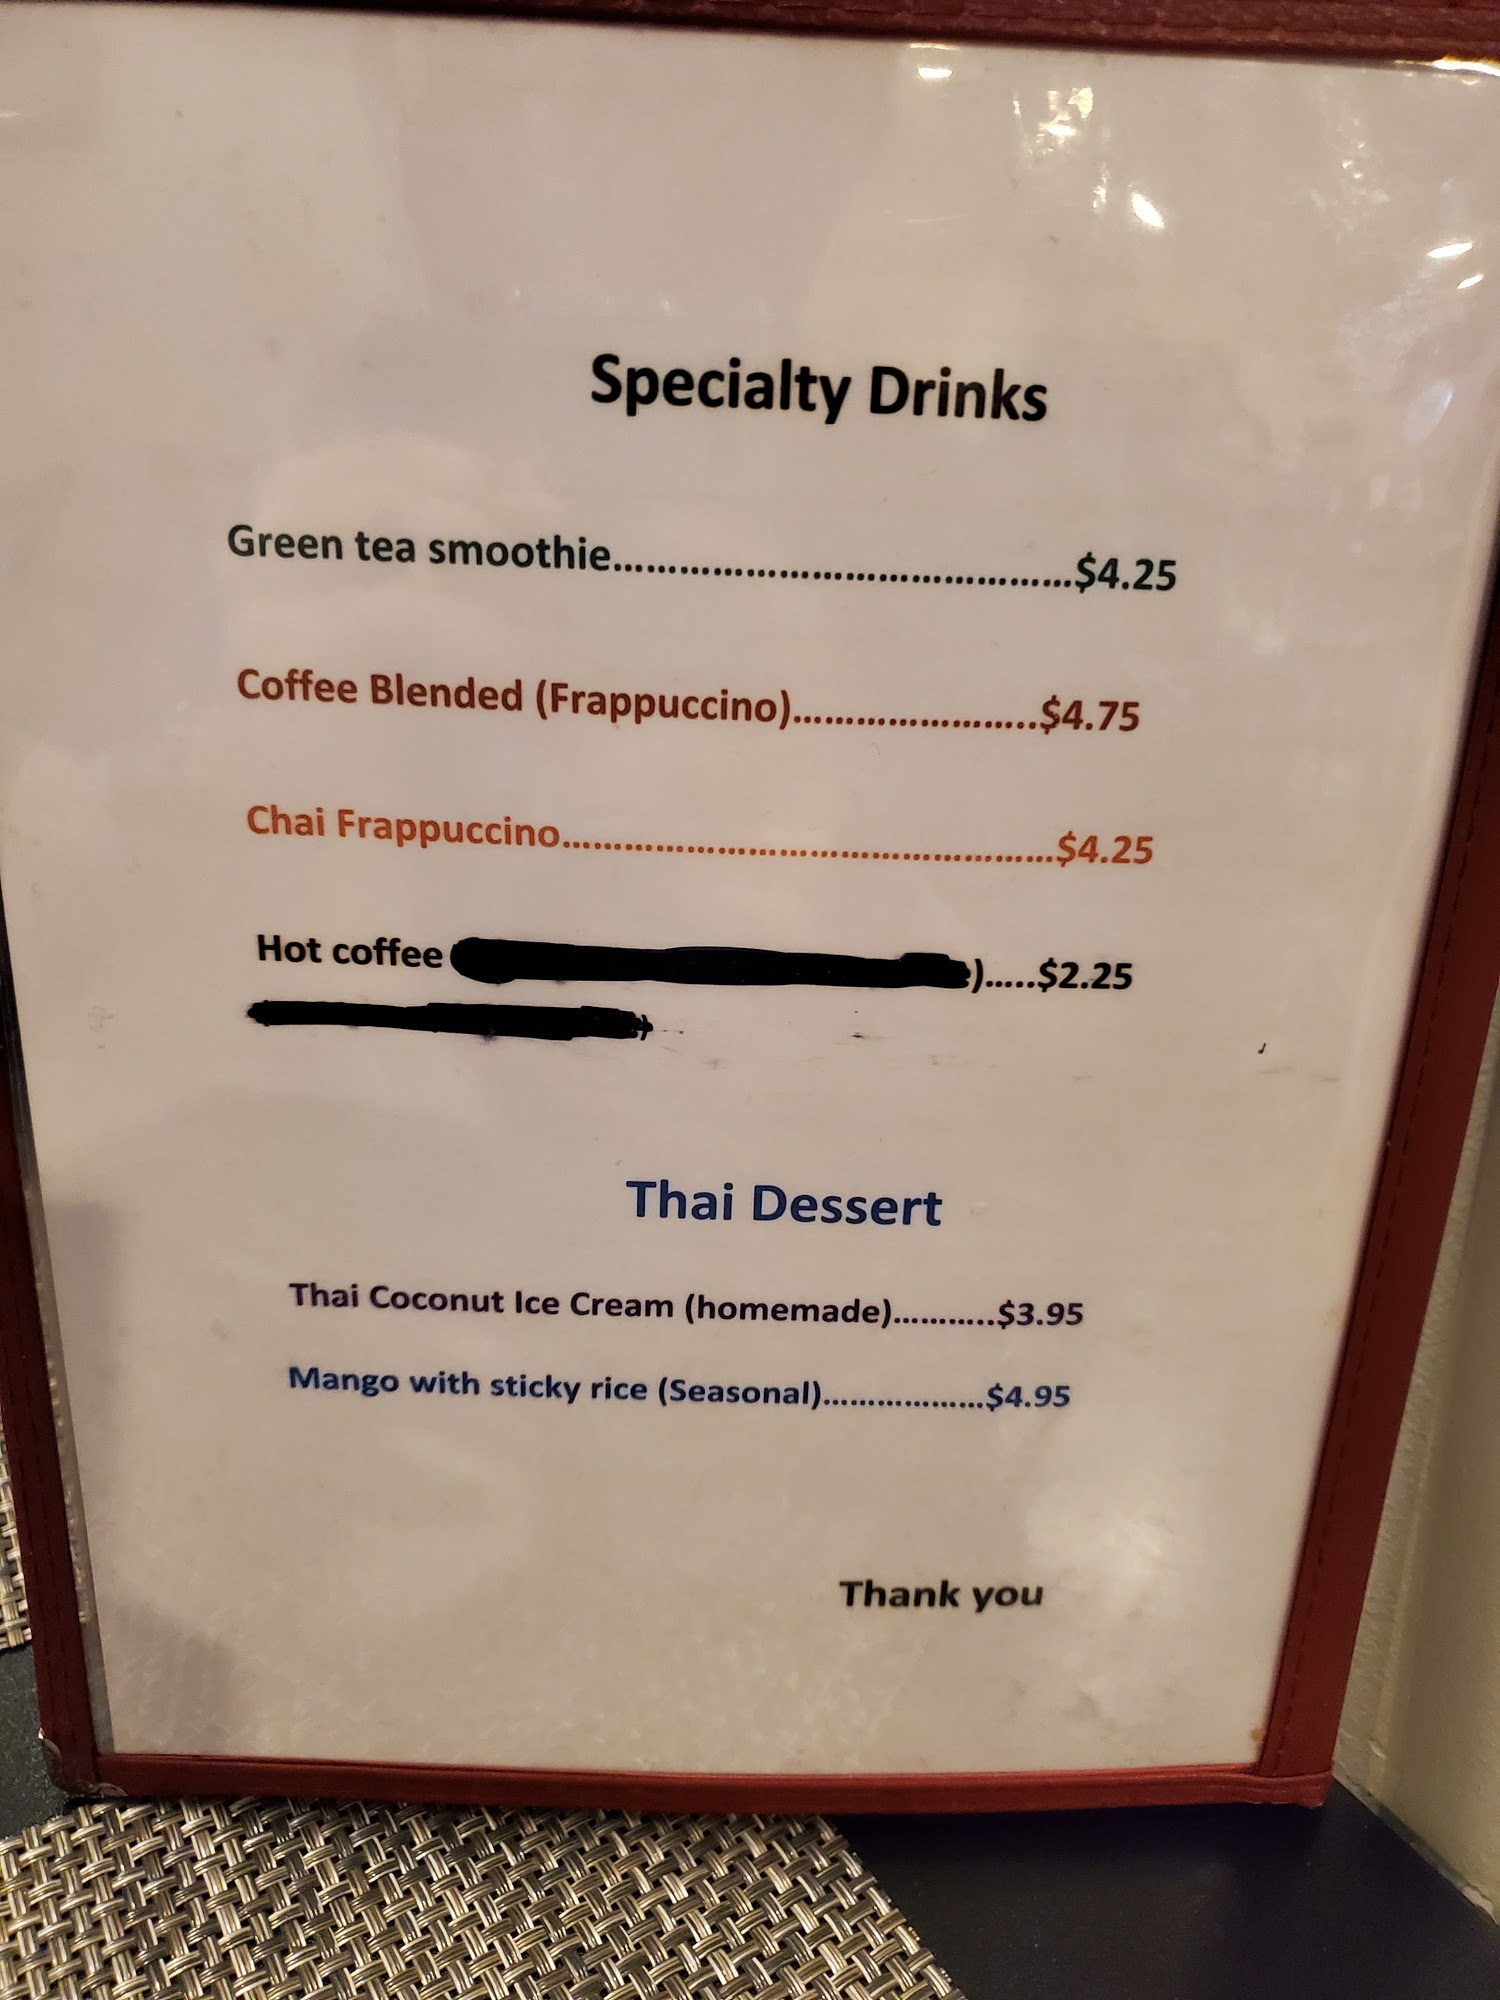 Specialty Drinks
Green tea smoothie..........................................$4.25
Coffee Blended (Frappuccino).......................$4.75
Chai Frappuccino................................................$4.25
Hot coffee ).....$2.25
Thai Dessert
Thai Coconut Ice Cream (homemade)...........$3.95
Mango with sticky rice (Seasonal)...................$4.95
Thank you